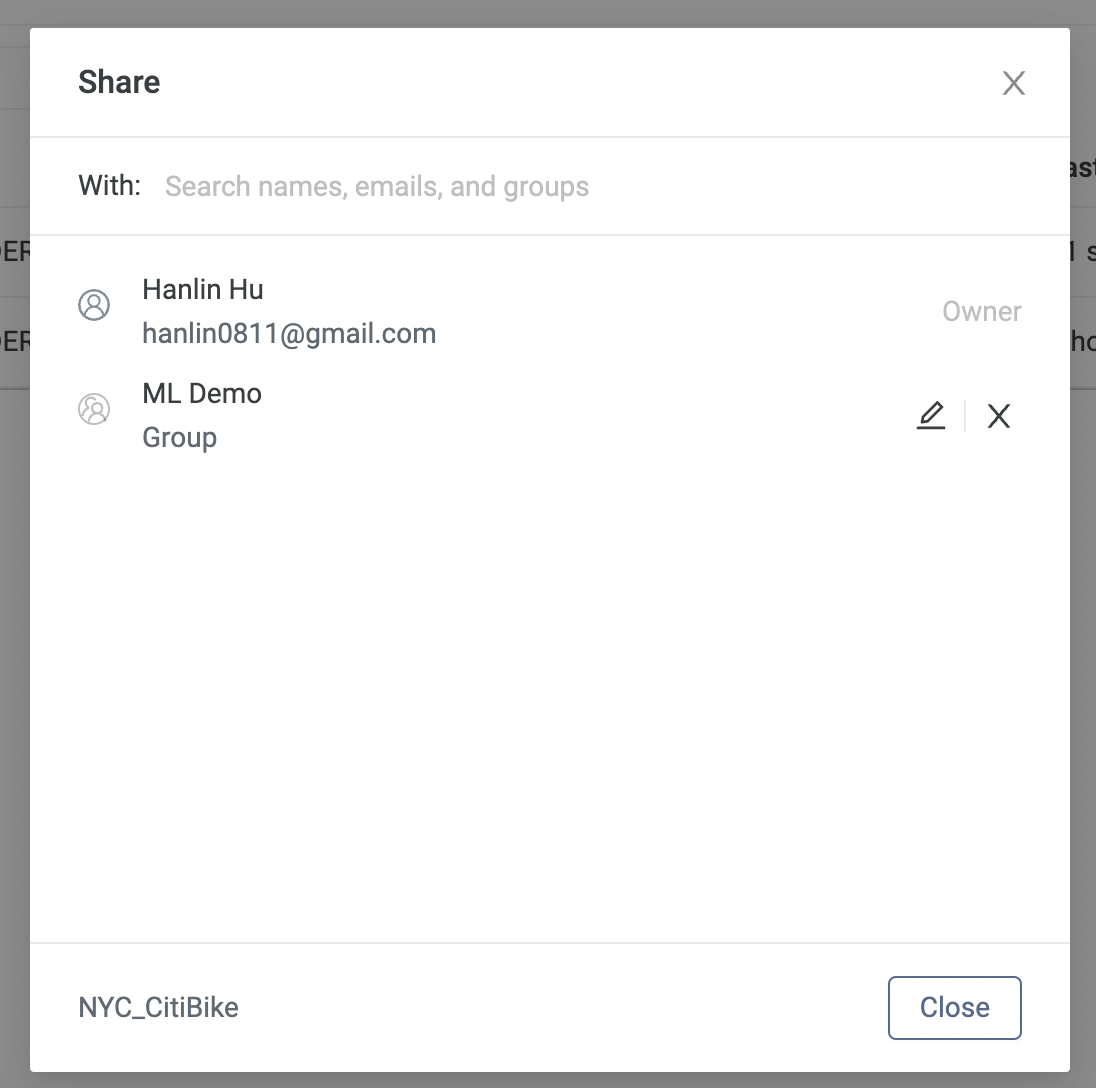 Share
With: Search names, emails, and groups
Hanlin Hu
hanlin0811@gmail.com
Owner
ML Demo
Group
NYC_CitiBike
Close